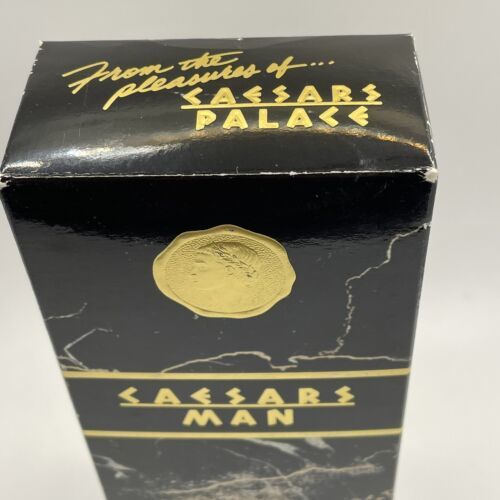 From the
pleasures of...
CAESARS
PALACE
CAESARS
MAN